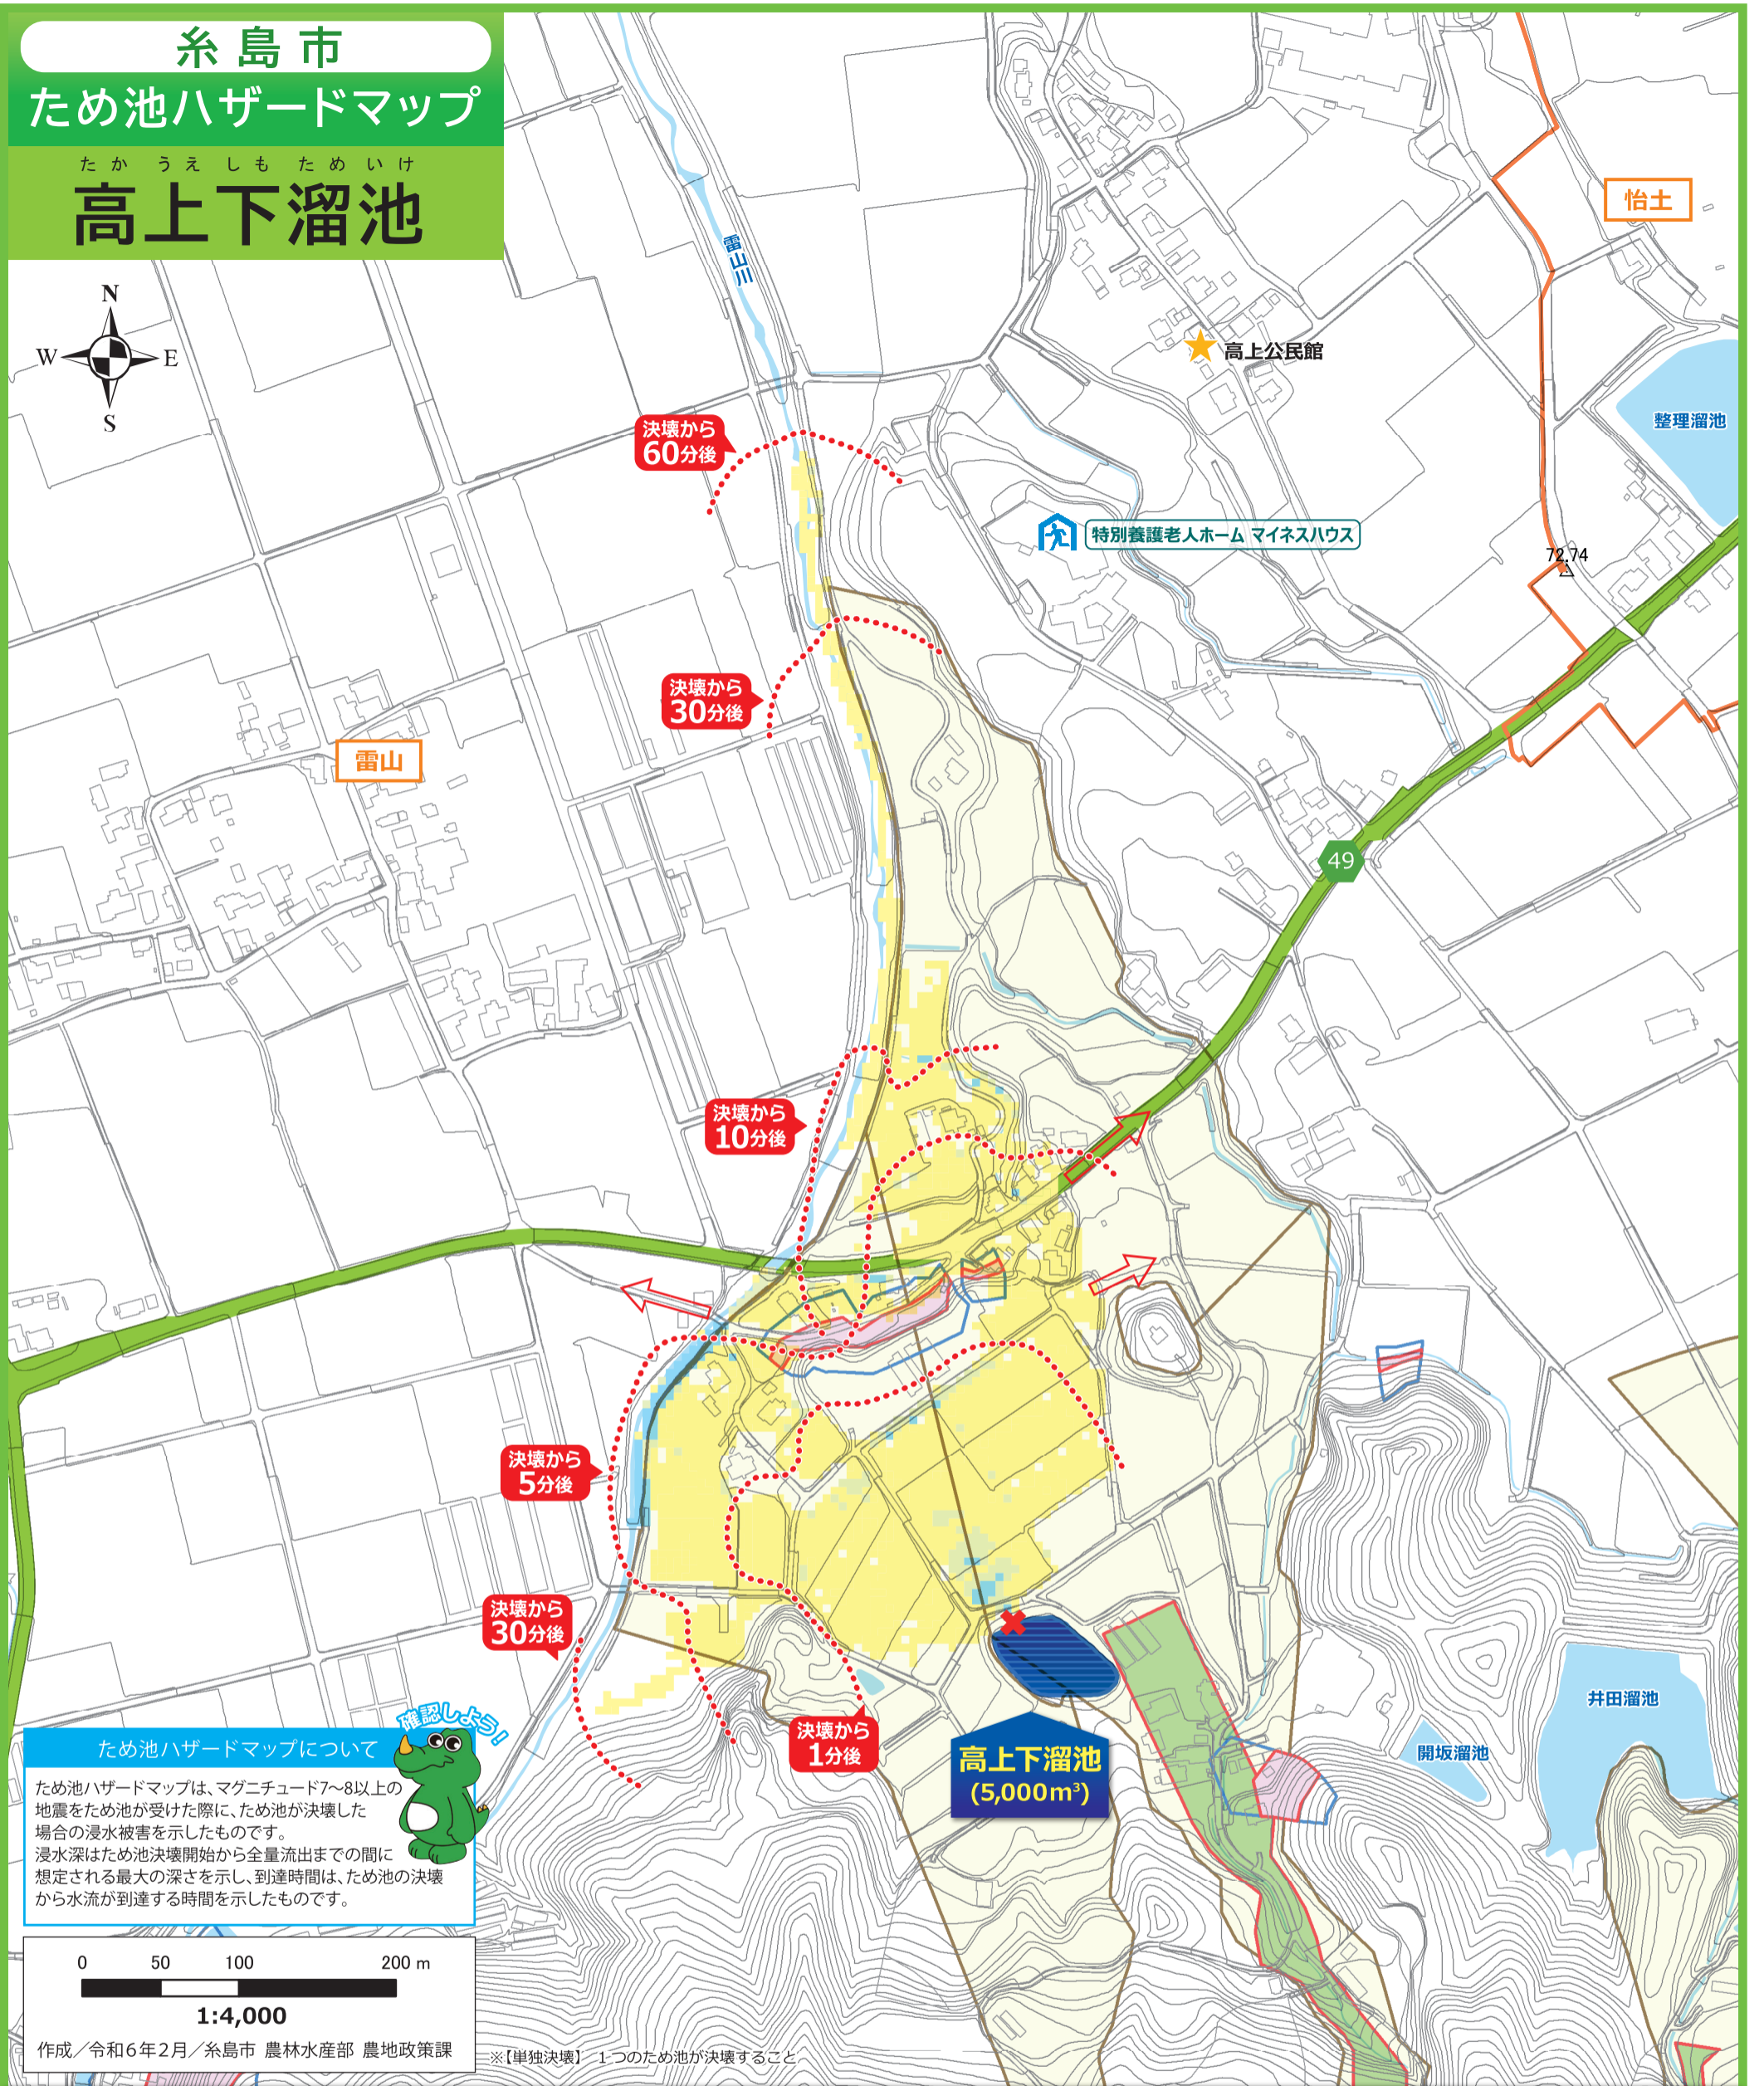 糸島市
ため池ハザードマップ
たか うえ しも ため いけ
高上下溜池
N
W
E
S
雷山川
怡土
高上公民館
整理溜池
決壊から
60分後
特別養護老人ホーム マイネスハウス
72.74
決壊から
30分後
雷山
49
決壊から
10分後
決壊から
5分後
決壊から
30分後
決壊から
1分後
高上下溜池
(5,000m³)
井田溜池
開坂溜池
確認しよう!
ため池ハザードマップについて
ため池ハザードマップは、マグニチュード7～8以上の
地震をため池が受けた際に、ため池が決壊した
場合の浸水被害を示したものです。
浸水深はため池決壊開始から全量流出までの間に
想定される最大の深さを示し、到達時間は、ため池の決壊
から水流が到達する時間を示したものです。
0 50 100 200 m
1:4,000
作成／令和6年2月／糸島市 農林水産部 農地政策課
※【単独決壊】 1つのため池が決壊すること